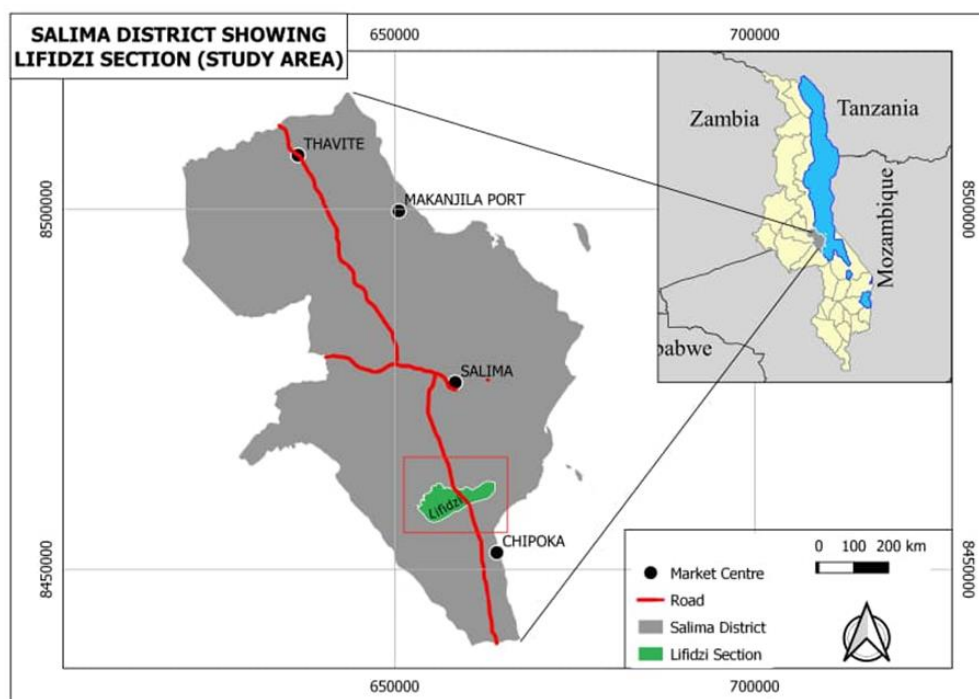 SALIMA DISTRICT SHOWING
LIFIDZI SECTION (STUDY AREA)
650000
700000
Zambia
Tanzania
Mozambique
babwe
THAVITE
MAKANJILA PORT
8500000
8500000
SALIMA
Lifidzi
CHIPOKA
8450000
8450000
0 100 200 km
Market Centre
Road
Salima District
Lifidzi Section
650000
700000